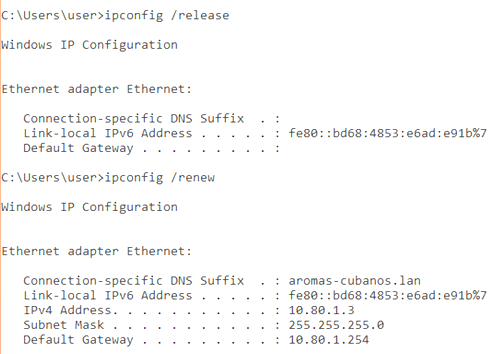 C:\Users\user>ipconfig /release
Windows IP Configuration
Ethernet adapter Ethernet:
Connection-specific DNS Suffix . :
Link-local IPv6 Address . . . . . : fe80::bd68:4853:e6ad:e91b%7
Default Gateway . . . . . . . . . :
C:\Users\user>ipconfig /renew
Windows IP Configuration
Ethernet adapter Ethernet:
Connection-specific DNS Suffix . : aromas-cubanos.lan
Link-local IPv6 Address . . . . . : fe80::bd68:4853:e6ad:e91b%7
IPv4 Address. . . . . . . . . . . : 10.80.1.3
Subnet Mask . . . . . . . . . . . : 255.255.255.0
Default Gateway . . . . . . . . . : 10.80.1.254